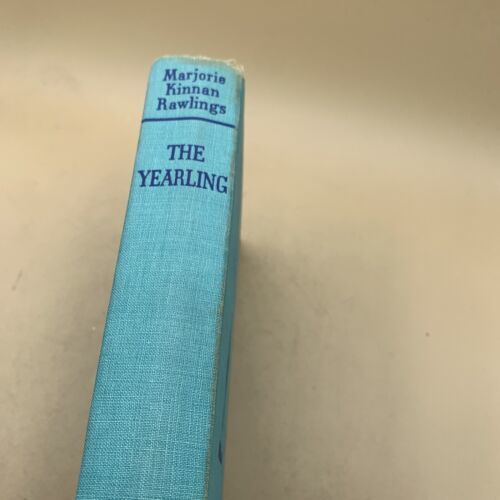 Marjorie
Kinnan
Rawlings
THE
YEARLING